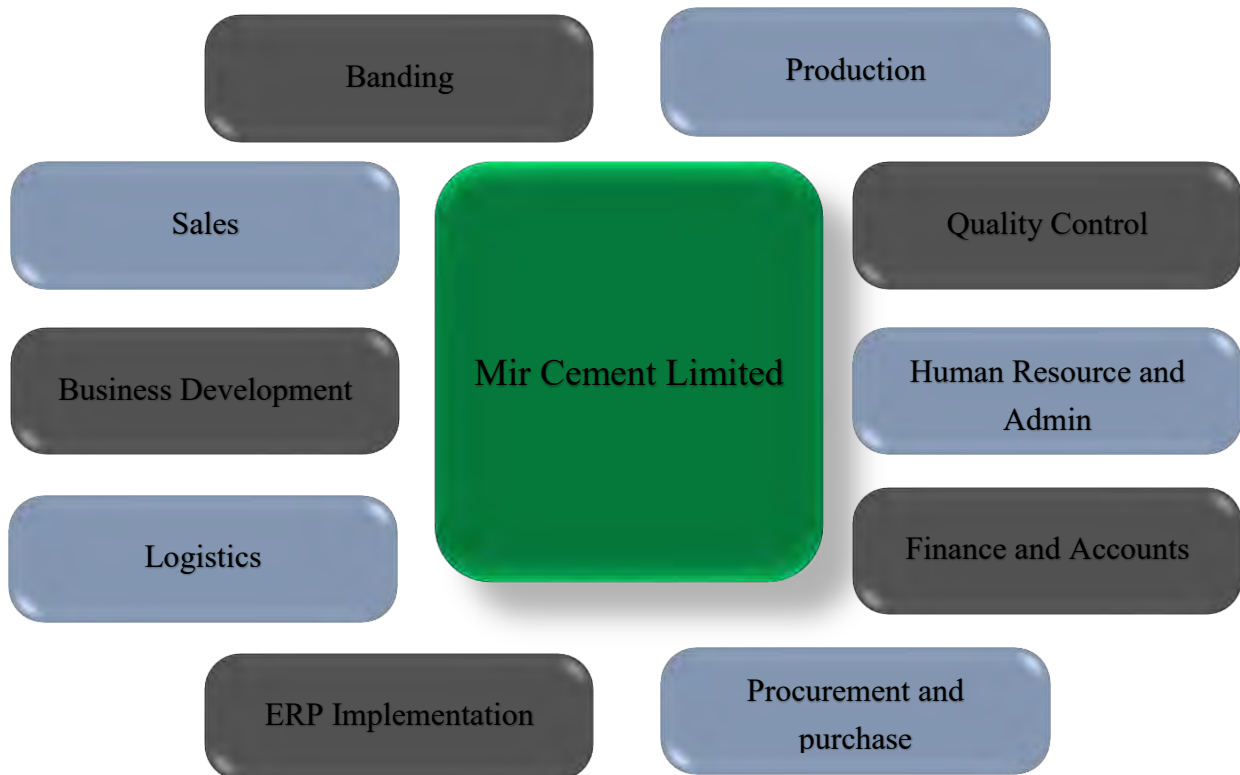 Banding
Production
Sales
Quality Control
Business Development
Mir Cement Limited
Human Resource and
Admin
Logistics
Finance and Accounts
ERP Implementation
Procurement and
purchase